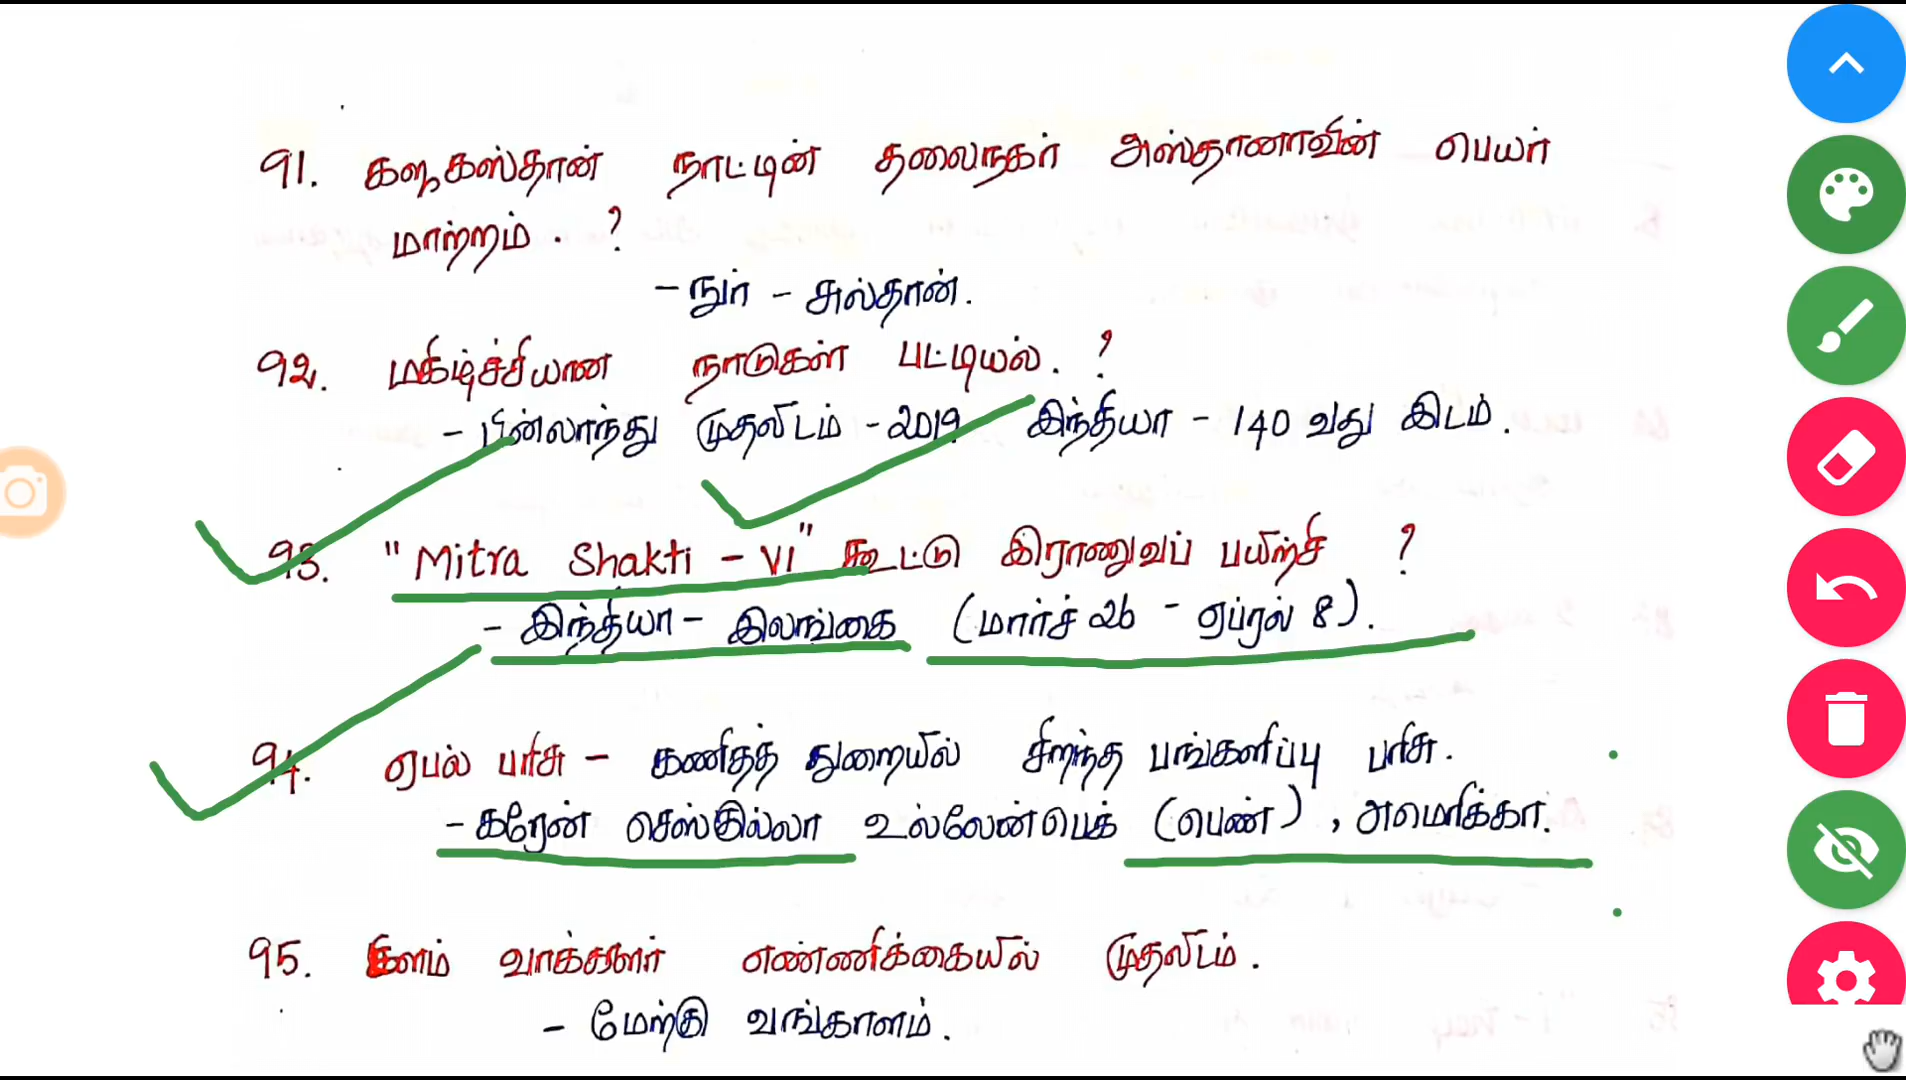 91. கஸகஸ்தான் நாட்டின் தலைநகர் அஸ்தானாவின் பெயர்
மாற்றம் . ?
- நுர் - சுல்தான்.
92. மகிழ்ச்சியான நாடுகள் பட்டியல் . ?
- பின்லாந்து முதலிடம் - 2019 இந்தியா - 140 வது இடம் .
93. "Mitra Shakti - VI" கூட்டு இராணுவப் பயிற்சி ?
- இந்தியா - இலங்கை (மார்ச் 26 - ஏப்ரல் 8) .
94. ஏபல் பரிசு - கணிதத் துறையில் சிறந்த பங்களிப்பு பரிசு .
- கரேன் செஸ்கில்லா உல்லேன்பெக் (பெண்) , அமெரிக்கா.
95. இளம் வாக்காளர் எண்ணிக்கையில் முதலிடம் .
- மேற்கு வங்காளம் .